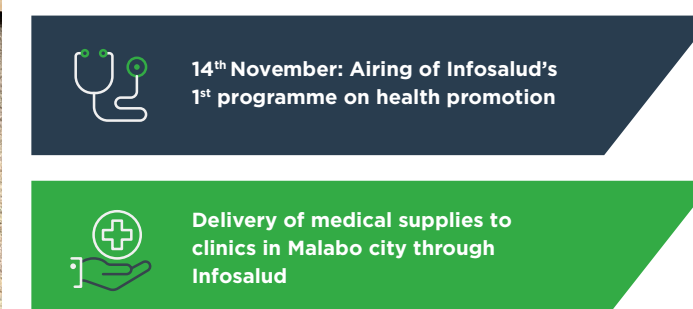 14th November: Airing of Infosalud’s
1st programme on health promotion
Delivery of medical supplies to
clinics in Malabo city through
Infosalud